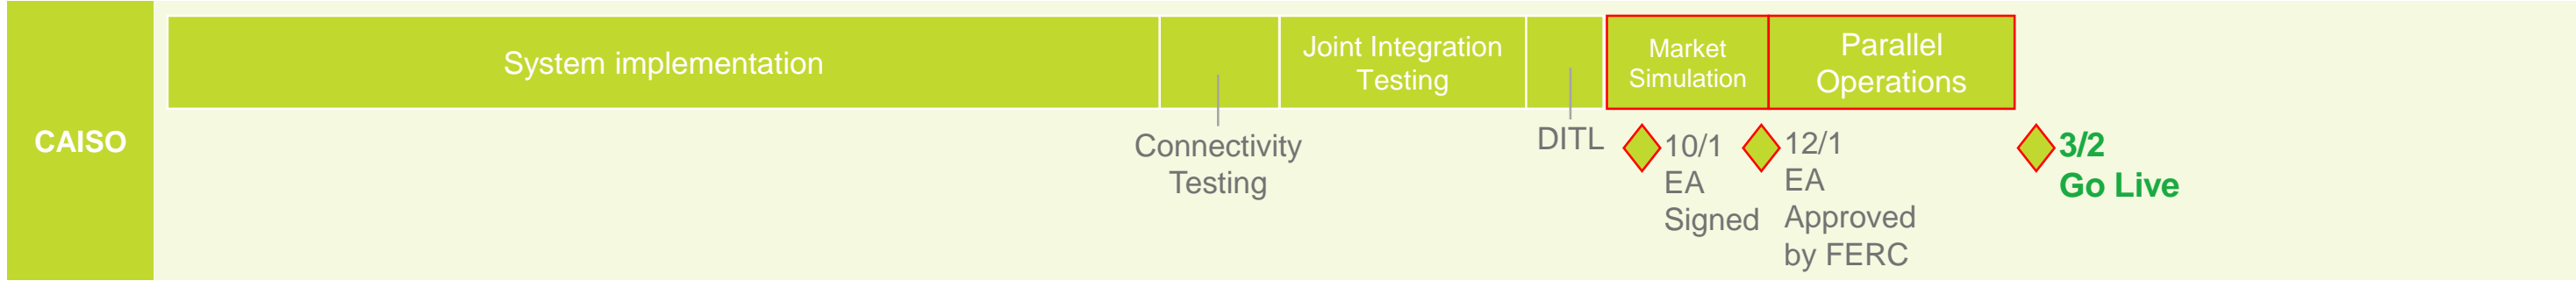 CAISO
System implementation
Connectivity
Testing
Joint Integration
Testing
DITL
Market
Simulation
Parallel
Operations
10/1
EA
Signed
12/1
EA
Approved
by FERC
3/2
Go Live